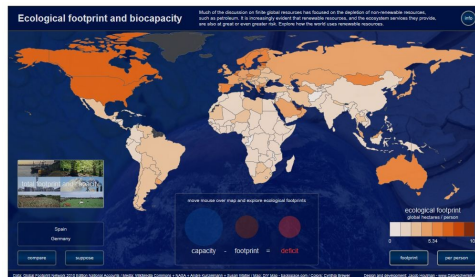 Ecological footprint and biocapacity
Much of the discussion on finite global resources has focused on the depletion of non-renewable resources,
such as petroleum. It is increasingly evident that renewable resources, and the ecosystem services they provide,
are also at great or even greater risk. Explore how the world uses renewable resources.
info
total footprint and capacity
Spain
Germany
compare
suppose
move mouse over map and explore ecological footprints
capacity - footprint = deficit
ecological footprint
global hectares / person
0
5.34
footprint
per person